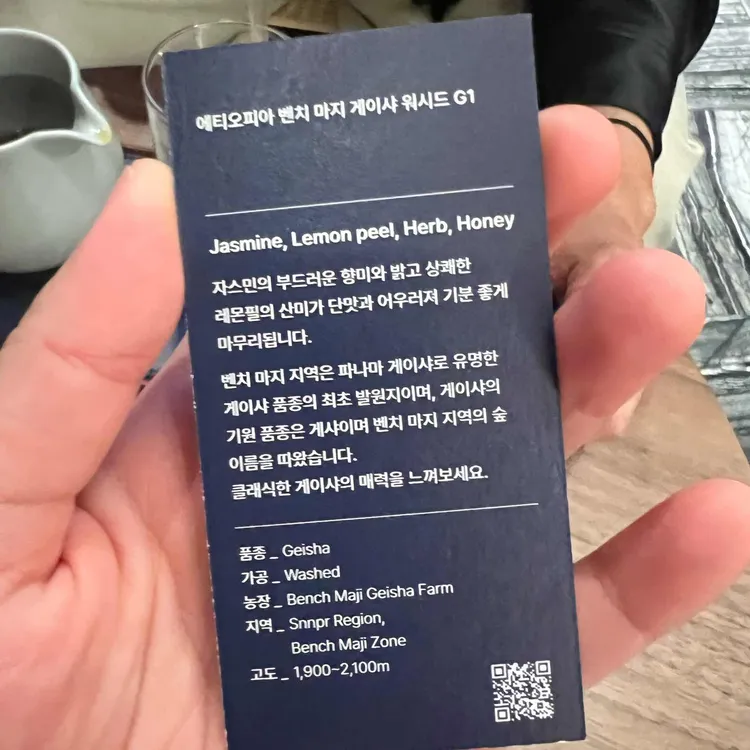 에티오피아 벤치 마지 게이샤 워시드 G1
Jasmine, Lemon peel, Herb, Honey
자스민의 부드러운 향미와 밝고 상쾌한
레몬필의 산미가 단맛과 어우러져 기분 좋게
마무리됩니다.
벤치 마지 지역은 파나마 게이샤로 유명한
게이샤 품종의 최초 발원지이며, 게이샤의
기원 품종은 게샤이며 벤치 마지 지역의 숲
이름을 따왔습니다.
클래식한 게이샤의 매력을 느껴보세요.
품종 _ Geisha
가공 _ Washed
농장 _ Bench Maji Geisha Farm
지역 _ Snnpr Region,
Bench Maji Zone
고도 _ 1,900~2,100m